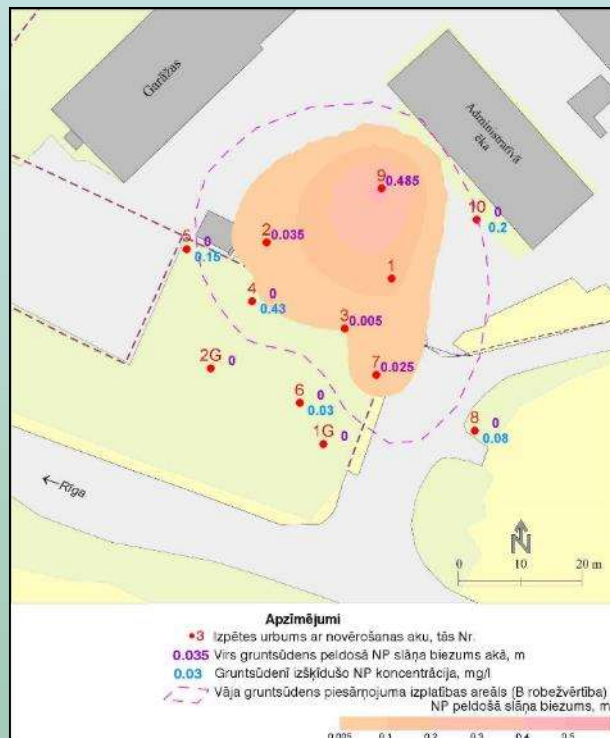 Garāžas
Administratīvā
ēka
9
0.485
10
0
0.2
5
0
0.15
2
0.035
1
4
0
0.43
3
0.005
2G
0
7
0.025
6
0
0.03
8
0
0.08
1G
0
←Rīga
N
0 10 20 m
Apzīmējumi
3 Izpētes urbums ar novērošanas aku, tās Nr.
0.035 Virs gruntsūdens peldošā NP slāņa biezums akā, m
0.03 Gruntsūdenī izšķīdušo NP koncentrācija, mg/l
Vāja gruntsūdens piesārņojuma izplatības areāls (B robežvērtība)
NP peldošā slāņa biezums, m
0.005 0.1 0.2 0.3 0.4 0.5